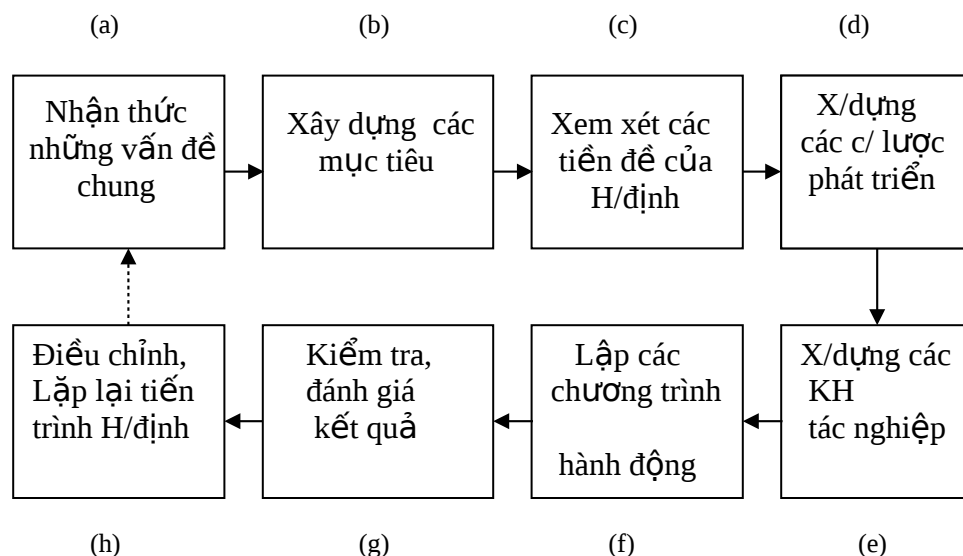 (a)
(b)
(c)
(d)
Nhận thức
những vấn đề
chung
Xây dựng các
mục tiêu
Xem xét các
tiền đề của
H/định
X/dựng
các c/ lược
phát triển
Điều chỉnh,
Lặp lại tiến
trình H/định
Kiểm tra,
đánh giá
kết quả
Lập các
chương trình
hành động
X/dựng các
KH
tác nghiệp
(h)
(g)
(f)
(e)